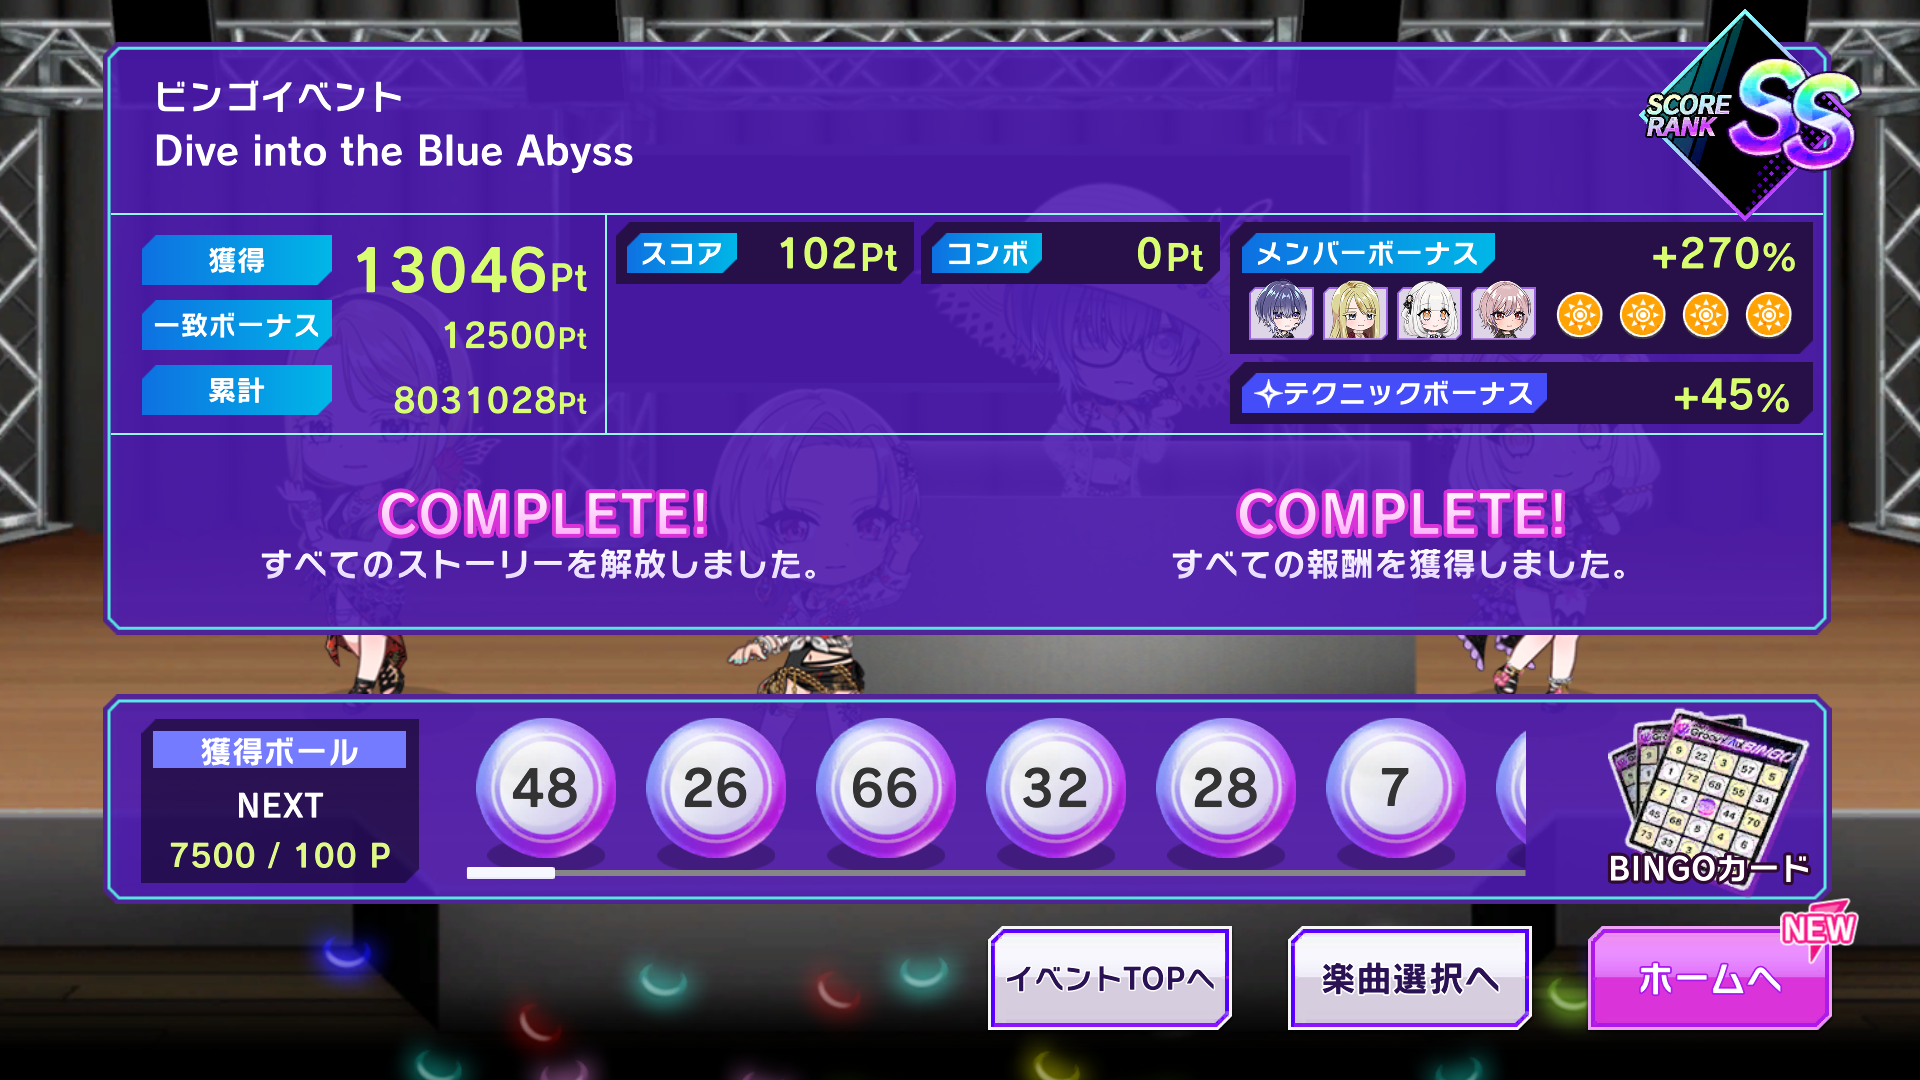 ビンゴイベント
Dive into the Blue Abyss
SCORE
RANK
SS
獲得
13046Pt
一致ボーナス
12500Pt
累計
8031028Pt
スコア
102Pt
コンボ
0Pt
メンバーボーナス
+270%
テクニックボーナス
+45%
COMPLETE!
すべてのストーリーを解放しました。
COMPLETE!
すべての報酬を獲得しました。
獲得ボール
NEXT
7500 / 100 P
48
26
66
32
28
7
BINGOカード
イベントTOPへ
楽曲選択へ
NEW
ホームへ